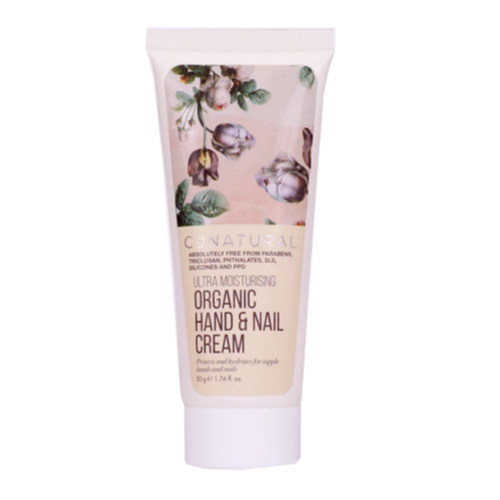 CONATURAL
ABSOLUTELY FREE FROM PARABENS,
TRICLOSAN, PHTHALATES, SLS,
SILICONES AND PPD
ULTRA MOISTURISING
ORGANIC
HAND & NAIL
CREAM
Protects and hydrates for supple
hands and nails
50 g ℮ 1.76 fl. oz